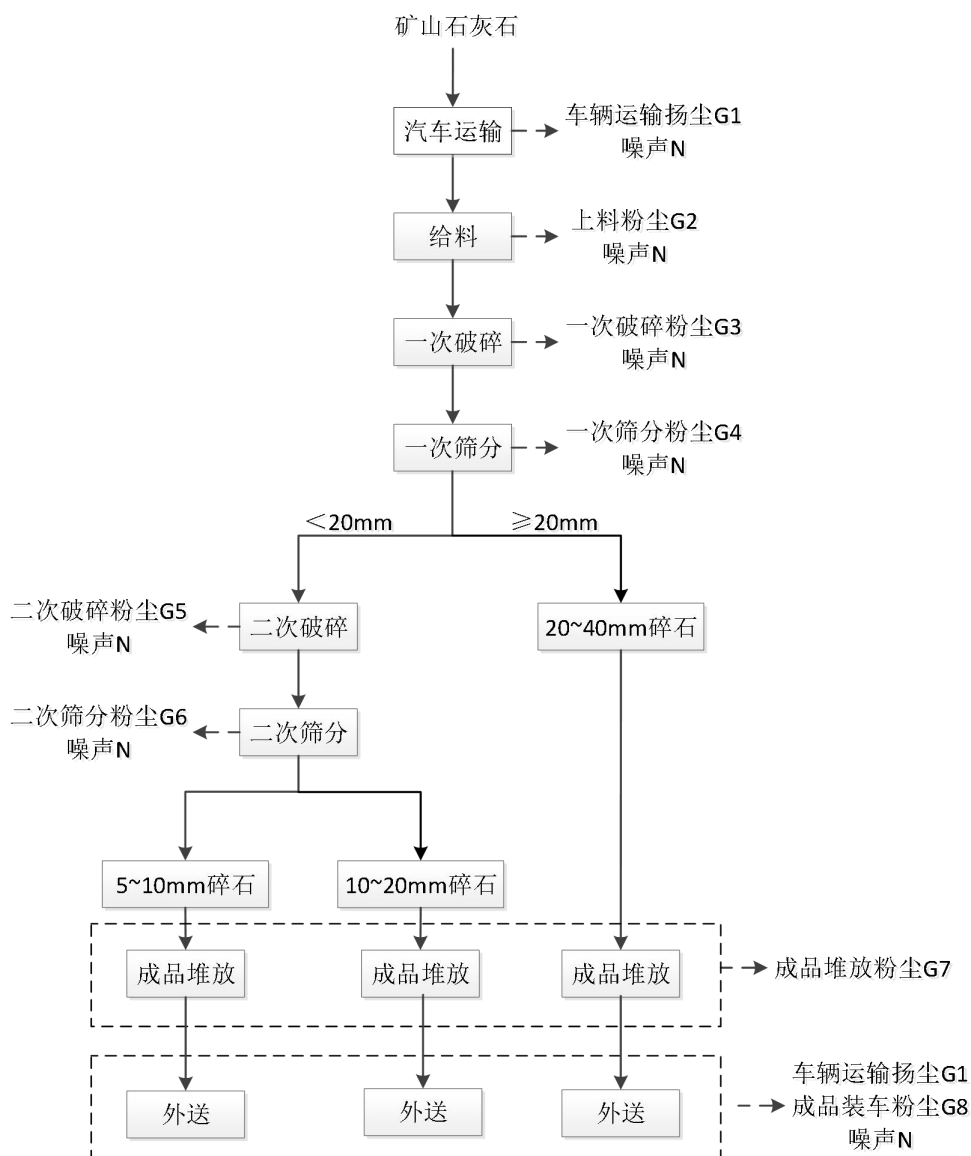 矿山石灰石
汽车运输
车辆运输扬尘G1
噪声N
给料
上料粉尘G2
噪声N
一次破碎
一次破碎粉尘G3
噪声N
一次筛分
一次筛分粉尘G4
噪声N
＜20mm
≥20mm
二次破碎粉尘G5
噪声N
二次破碎
20~40mm碎石
二次筛分粉尘G6
噪声N
二次筛分
5~10mm碎石
10~20mm碎石
成品堆放
成品堆放
成品堆放
成品堆放粉尘G7
外送
外送
外送
车辆运输扬尘G1
成品装车粉尘G8
噪声N